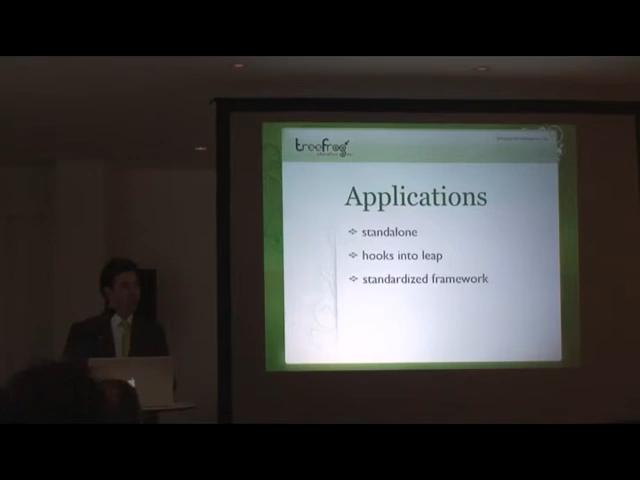 treefrog
Applications
standalone
hooks into leap
standardized framework